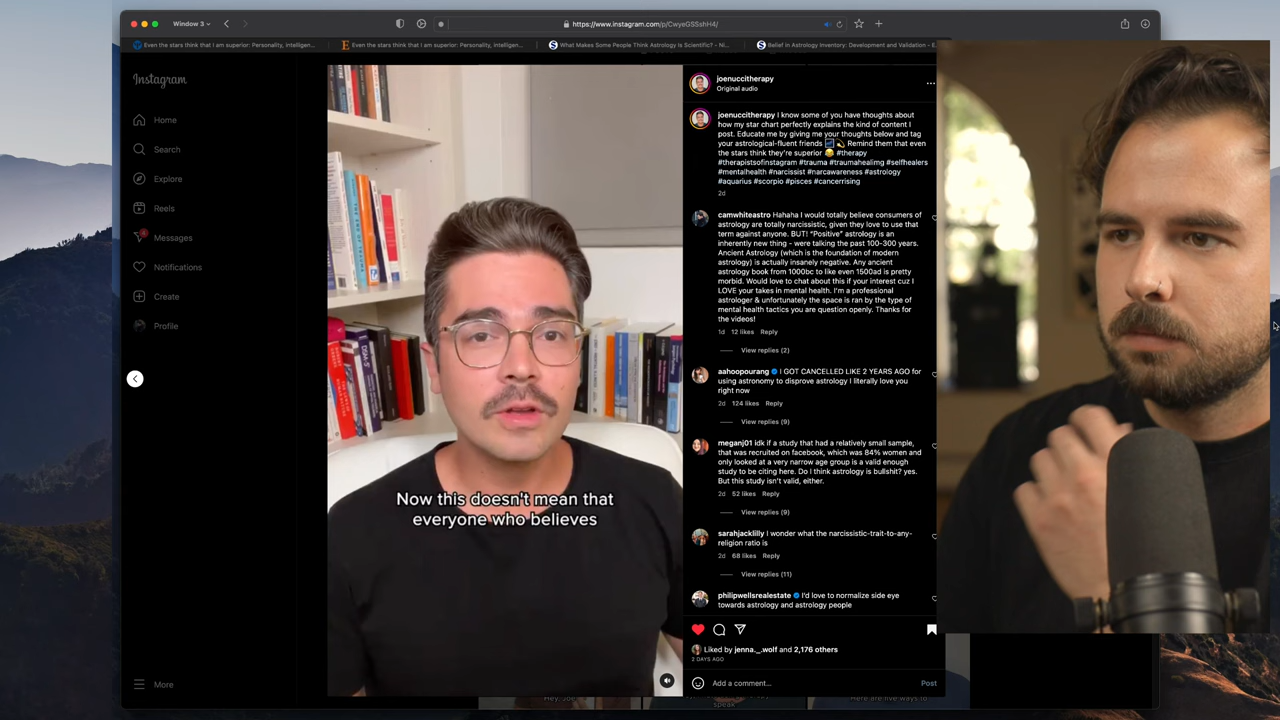 Window 3
https://www.instagram.com/p/CwyeGSSshH4/
Even the stars think that I am superior: Personality, intelligen...
Even the stars think that I am superior: Personality, intelligen...
What Makes Some People Think Astrology Is Scientific? - Ni...
Belief in Astrology Inventory: Development and Validation - E...
Instagram
Home
Search
Explore
Reels
Messages
Notifications
Create
Profile
More
Now this doesn't mean that
everyone who believes
joenuccitherapy
Original audio
joenuccitherapy I know some of you have thoughts about
how my star chart perfectly explains the kind of content I
post. Educate me by giving me your thoughts below and tag
your astrological-fluent friends 🌌 💫 Remind them that even
the stars think they're superior 😂 #therapy
#therapistsofinstagram #trauma #traumahealimg #selfhealers
#mentalhealth #narcissist #narcawareness #astrology
#aquarius #scorpio #pisces #cancerrising
2d
camwhiteastro Hahaha I would totally believe consumers of
astrology are totally narcissistic, given they love to use that
term against anyone. BUT! "Positive" astrology is an
inherently new thing - were talking the past 100-300 years.
Ancient Astrology (which is the foundation of modern
astrology) is actually insanely negative. Any ancient
astrology book from 1000bc to like even 1500ad is pretty
morbid. Would love to chat about this if your interest cuz I
LOVE your takes in mental health. I'm a professional
astrologer & unfortunately the space is ran by the type of
mental health tactics you are question openly. Thanks for
the videos!
1d 12 likes Reply
View replies (2)
aahoopourang I GOT CANCELLED LIKE 2 YEARS AGO for
using astronomy to disprove astrology I literally love you
right now
2d 124 likes Reply
View replies (9)
meganj01 idk if a study that had a relatively small sample,
that was recruited on facebook, which was 84% women and
only looked at a very narrow age group is a valid enough
study to be citing here. Do I think astrology is bullshit? yes.
But this study isn't valid, either.
2d 52 likes Reply
View replies (9)
sarahjacklilly I wonder what the narcissistic-trait-to-any-
religion ratio is
2d 68 likes Reply
View replies (11)
philipwellsrealestate I'd love to normalize side eye
towards astrology and astrology people
Liked by jenna._.wolf and 2,176 others
2 DAYS AGO
Add a comment...
Post
Hey, Joe,
speak
Here are five ways to